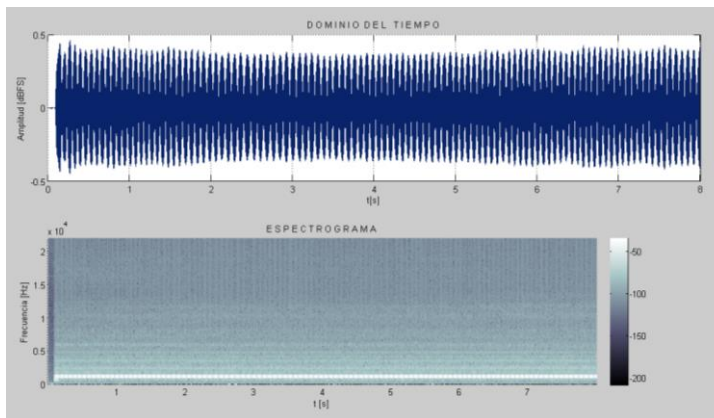 DOMINIO DEL TIEMPO
0.5
0
-0.5
Amplitud [dBFS]
0 1 2 3 4 5 6 7 8
t[s]
ESPECTROGRAMA
x 10^4
2
1.5
1
0.5
0
Frecuencia [Hz]
1 2 3 4 5 6 7
t [s]
-50
-100
-150
-200